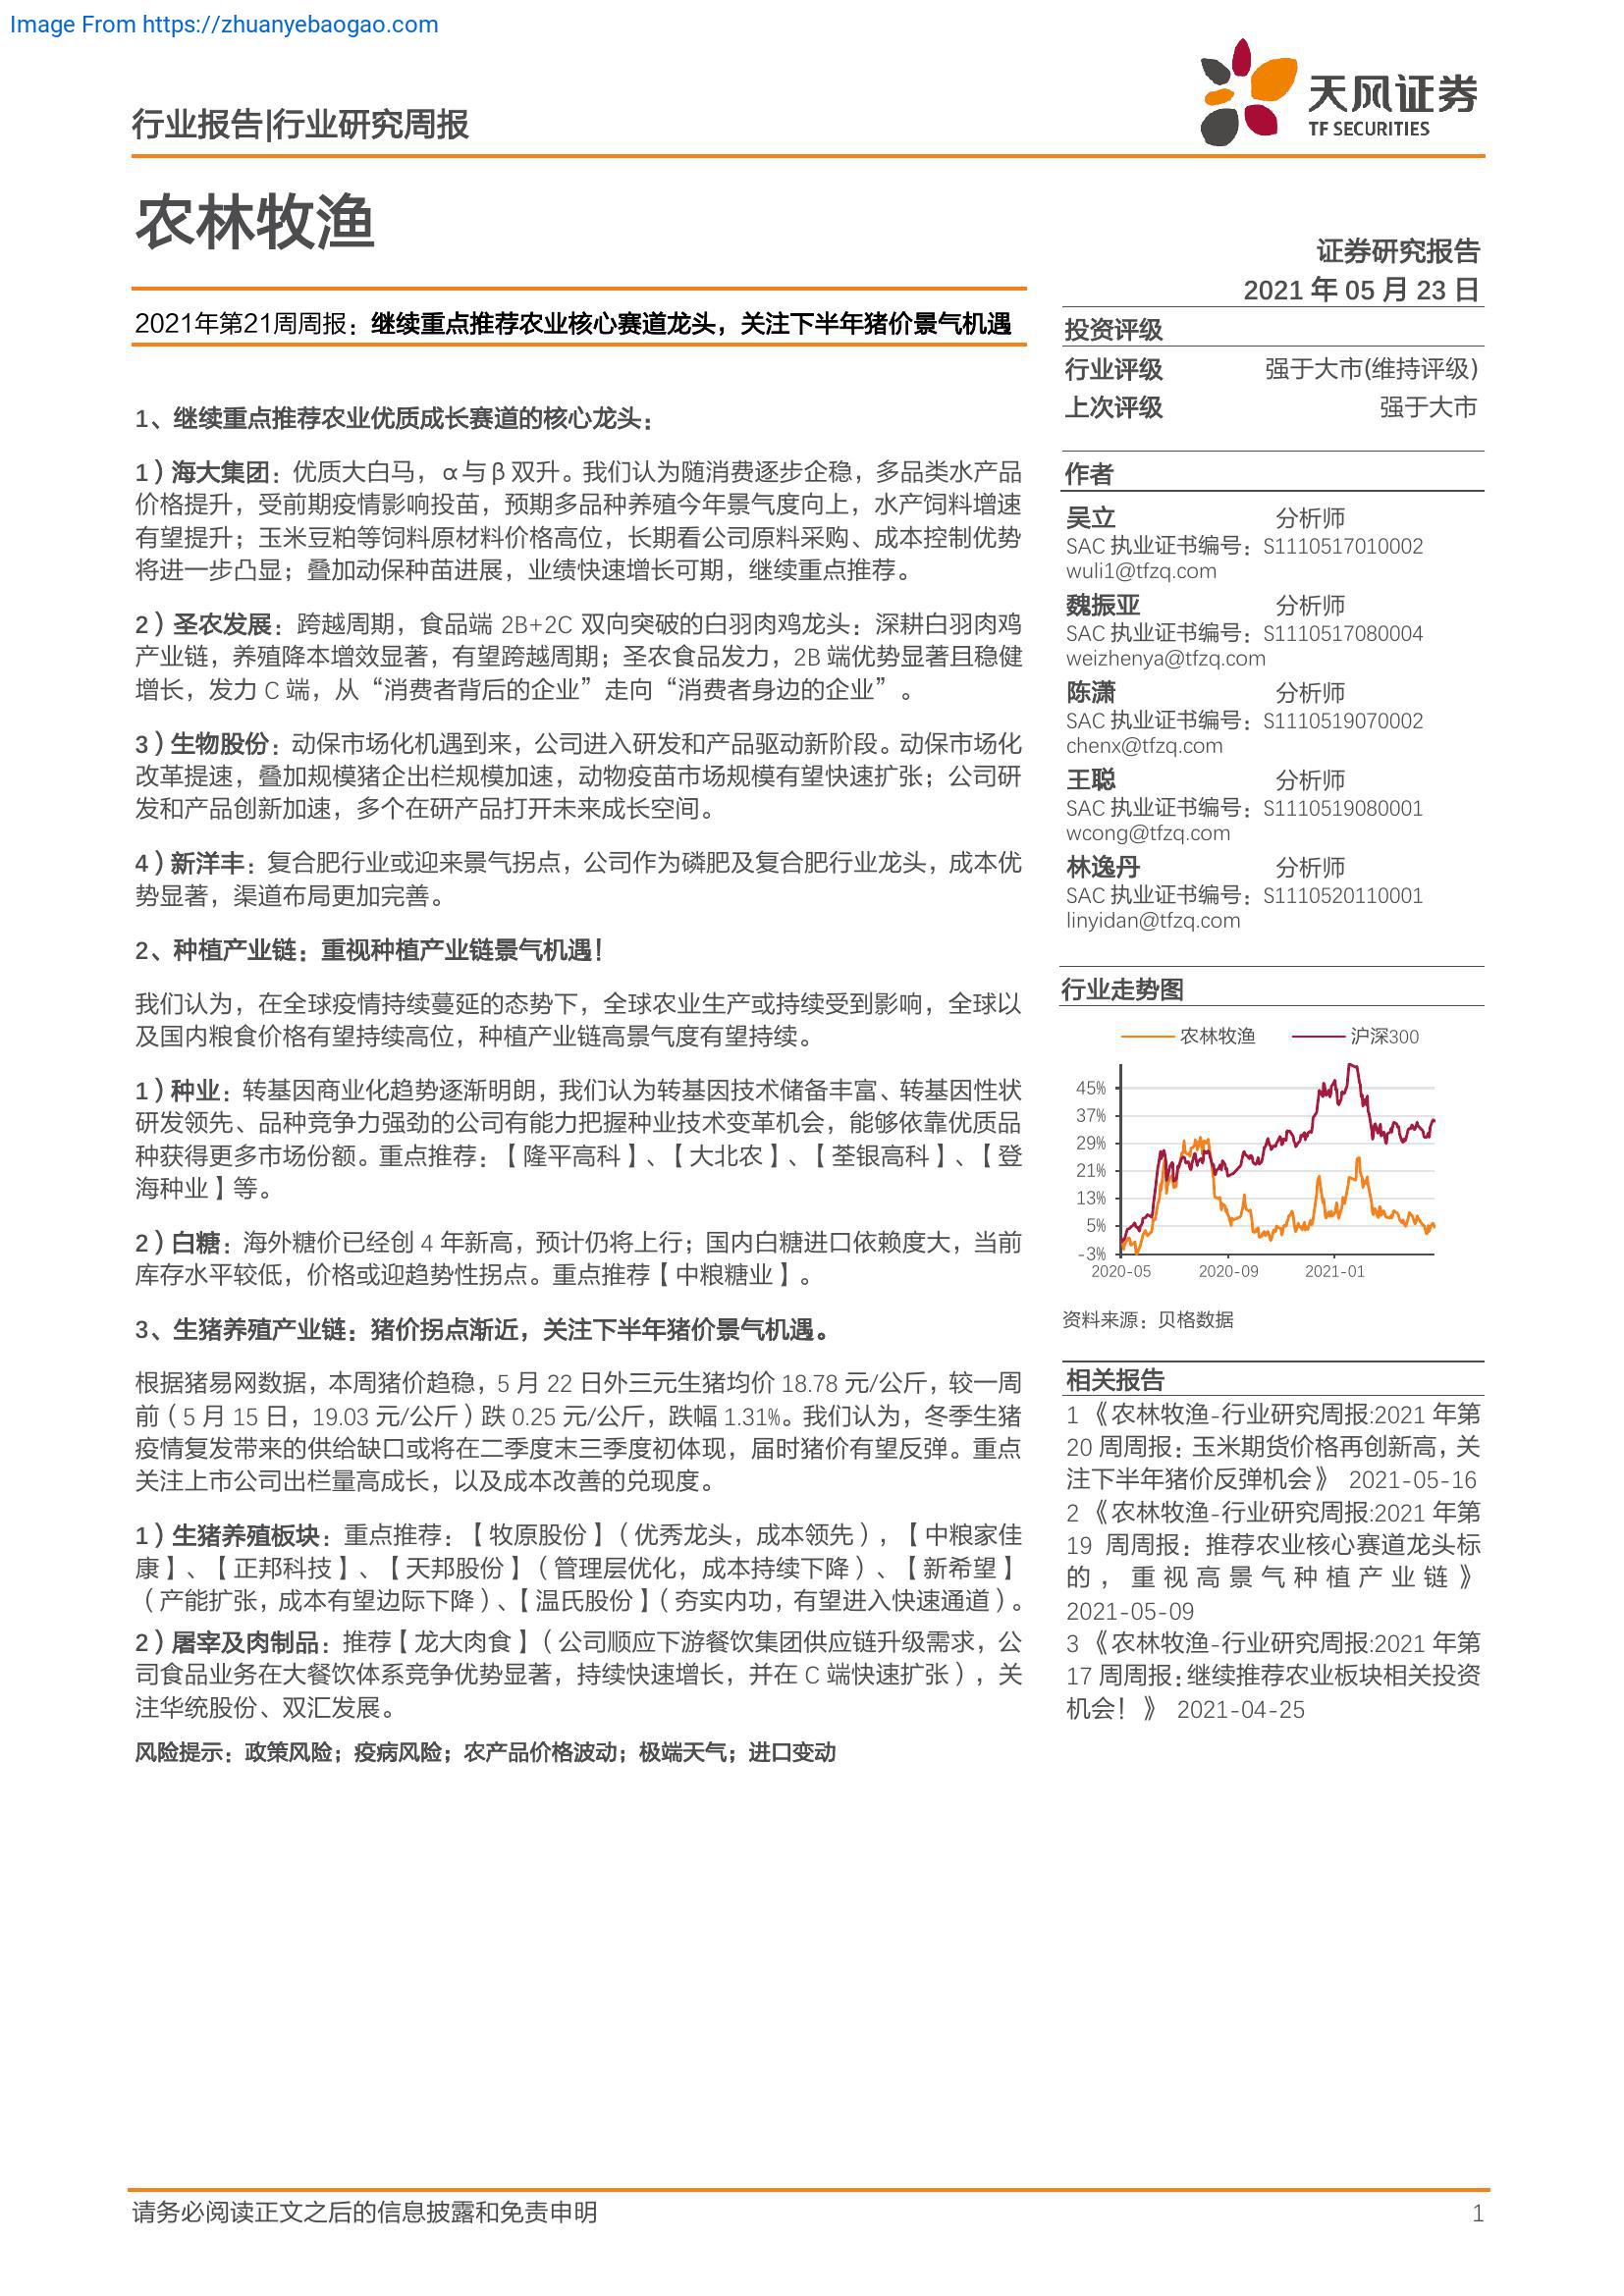 Image From https://zhuanyebaogao.com
行业报告|行业研究周报
天风证券
TF SECURITIES
农林牧渔
证券研究报告
2021 年 05 月 23 日
2021年第21周周报：继续重点推荐农业核心赛道龙头，关注下半年猪价景气机遇
1、继续重点推荐农业优质成长赛道的核心龙头：
1）海大集团：优质大白马，α与β双升。我们认为随消费逐步企稳，多品类水产品
价格提升，受前期疫情影响投苗，预期多品种养殖今年景气度向上，水产饲料增速
有望提升；玉米豆粕等饲料原材料价格高位，长期看公司原料采购、成本控制优势
将进一步凸显；叠加动保种苗进展，业绩快速增长可期，继续重点推荐。
2）圣农发展：跨越周期，食品端 2B+2C 双向突破的白羽肉鸡龙头：深耕白羽肉鸡
产业链，养殖降本增效显著，有望跨越周期；圣农食品发力，2B 端优势显著且稳健
增长，发力 C 端，从“消费者背后的企业”走向“消费者身边的企业”。
3）生物股份：动保市场化机遇到来，公司进入研发和产品驱动新阶段。动保市场化
改革提速，叠加规模猪企出栏规模加速，动物疫苗市场规模有望快速扩张；公司研
发和产品创新加速，多个在研产品打开未来成长空间。
4）新洋丰：复合肥行业或迎来景气拐点，公司作为磷肥及复合肥行业龙头，成本优
势显著，渠道布局更加完善。
2、种植产业链：重视种植产业链景气机遇！
我们认为，在全球疫情持续蔓延的态势下，全球农业生产或持续受到影响，全球以
及国内粮食价格有望持续高位，种植产业链高景气度有望持续。
1）种业：转基因商业化趋势逐渐明朗，我们认为转基因技术储备丰富、转基因性状
研发领先、品种竞争力强劲的公司有能力把握种业技术变革机会，能够依靠优质品
种获得更多市场份额。重点推荐：【隆平高科】、【大北农】、【荃银高科】、【登
海种业】等。
2）白糖：海外糖价已经创 4 年新高，预计仍将上行；国内白糖进口依赖度大，当前
库存水平较低，价格或迎趋势性拐点。重点推荐【中粮糖业】。
3、生猪养殖产业链：猪价拐点渐近，关注下半年猪价景气机遇。
根据猪易网数据，本周猪价趋稳，5 月 22 日外三元生猪均价 18.78 元/公斤，较一周
前（5 月 15 日，19.03 元/公斤）跌 0.25 元/公斤，跌幅 1.31%。我们认为，冬季生猪
疫情复发带来的供给缺口或将在二季度末三季度初体现，届时猪价有望反弹。重点
关注上市公司出栏量高成长，以及成本改善的兑现度。
1）生猪养殖板块：重点推荐：【牧原股份】（优秀龙头，成本领先），【中粮家佳
康】、【正邦科技】、【天邦股份】（管理层优化，成本持续下降）、【新希望】
（产能扩张，成本有望边际下降）、【温氏股份】（夯实内功，有望进入快速通道）。
2）屠宰及肉制品：推荐【龙大肉食】（公司顺应下游餐饮集团供应链升级需求，公
司食品业务在大餐饮体系竞争优势显著，持续快速增长，并在 C 端快速扩张），关
注华统股份、双汇发展。
风险提示：政策风险；疫病风险；农产品价格波动；极端天气；进口变动
投资评级
行业评级 强于大市(维持评级)
上次评级 强于大市
作者
吴立 分析师
SAC 执业证书编号：S1110517010002
wuli1@tfzq.com
魏振亚 分析师
SAC 执业证书编号：S1110517080004
weizhenya@tfzq.com
陈潇 分析师
SAC 执业证书编号：S1110519070002
chenx@tfzq.com
王聪 分析师
SAC 执业证书编号：S1110519080001
wcong@tfzq.com
林逸丹 分析师
SAC 执业证书编号：S1110520110001
linyidan@tfzq.com
行业走势图
农林牧渔 沪深300
45%
37%
29%
21%
13%
5%
-3%
2020-05 2020-09 2021-01
资料来源：贝格数据
相关报告
1 《农林牧渔-行业研究周报:2021 年第
20 周周报：玉米期货价格再创新高，关
注下半年猪价反弹机会》 2021-05-16
2 《农林牧渔-行业研究周报:2021 年第
19 周周报：推荐农业核心赛道龙头标
的，重视高景气种植产业链》
2021-05-09
3 《农林牧渔-行业研究周报:2021 年第
17 周周报：继续推荐农业板块相关投资
机会！》 2021-04-25
请务必阅读正文之后的信息披露和免责申明 1